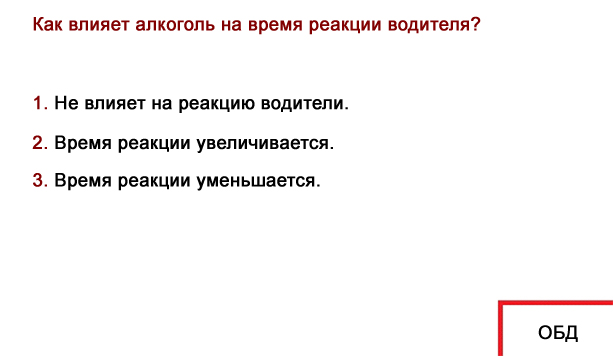 Как влияет алкоголь на время реакции водителя?
1. Не влияет на реакцию водители.
2. Время реакции увеличивается.
3. Время реакции уменьшается.
ОБД